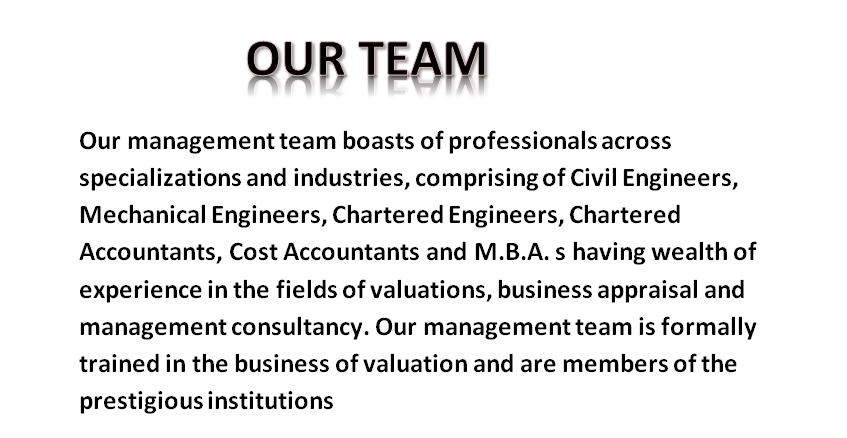 OUR TEAM
Our management team boasts of professionals across
specializations and industries, comprising of Civil Engineers,
Mechanical Engineers, Chartered Engineers, Chartered
Accountants, Cost Accountants and M.B.A. s having wealth of
experience in the fields of valuations, business appraisal and
management consultancy. Our management team is formally
trained in the business of valuation and are members of the
prestigious institutions